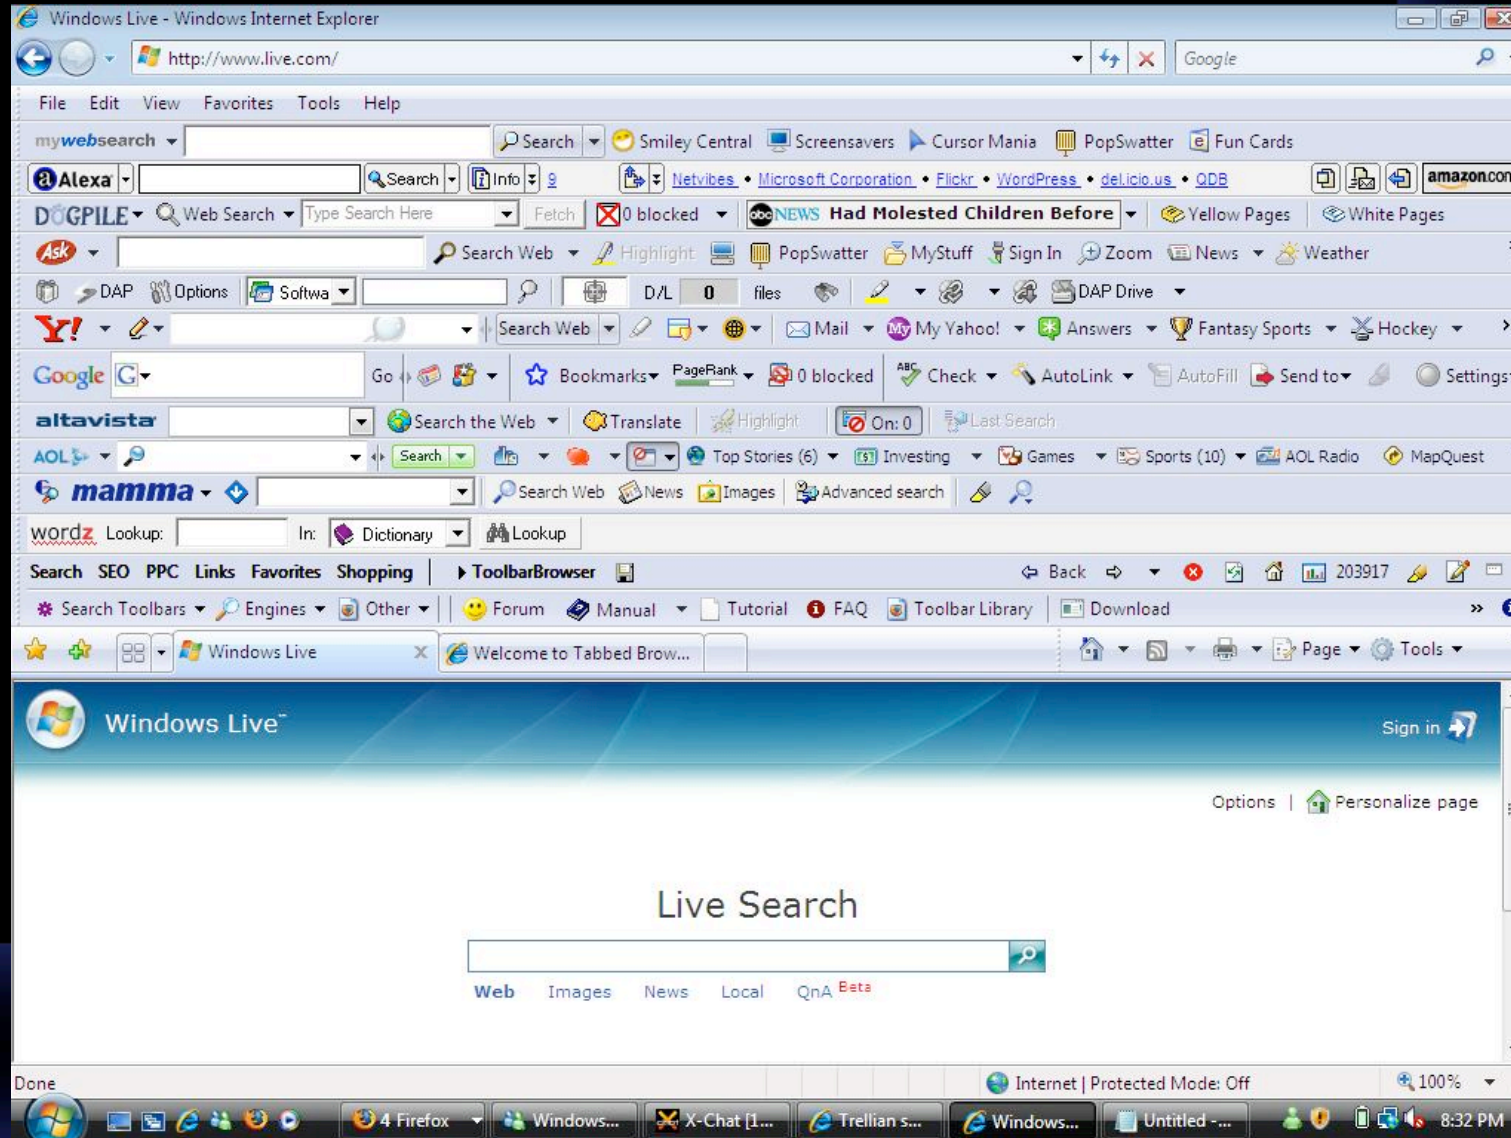 Windows Live - Windows Internet Explorer
http://www.live.com/ Google
File Edit View Favorites Tools Help
mywebsearch Search Smiley Central Screensavers Cursor Mania PopSwatter Fun Cards
Alexa Search Info 9 Netvibes • Microsoft Corporation • Flickr • WordPress • del.icio.us • QDB amazon.com
DOGPILE Web Search Type Search Here Fetch 0 blocked abc NEWS Had Molested Children Before Yellow Pages White Pages
Ask Search Web Highlight PopSwatter MyStuff Sign In Zoom News Weather
DAP Options Softwa D/L 0 files DAP Drive
Y! Search Web Mail My My Yahoo! Answers Fantasy Sports Hockey
Google G Go Bookmarks PageRank 0 blocked ABC Check AutoLink AutoFill Send to Settings
altavista Search the Web Translate Highlight On: 0 Last Search
AOL Search Top Stories (6) Investing Games Sports (10) AOL Radio MapQuest
mamma Search Web News Images Advanced search
wordz Lookup: In: Dictionary Lookup
Search SEO PPC Links Favorites Shopping ToolbarBrowser Back 203917
Search Toolbars Engines Other Forum Manual Tutorial FAQ Toolbar Library Download »
Windows Live x Welcome to Tabbed Brow... Page Tools
Windows Live™ Sign in
Options | Personalize page
Live Search
Web Images News Local QnA Beta
Done Internet | Protected Mode: Off 100%
4 Firefox Windows... X-Chat [1... Trellian s... Windows... Untitled -... 8:32 PM